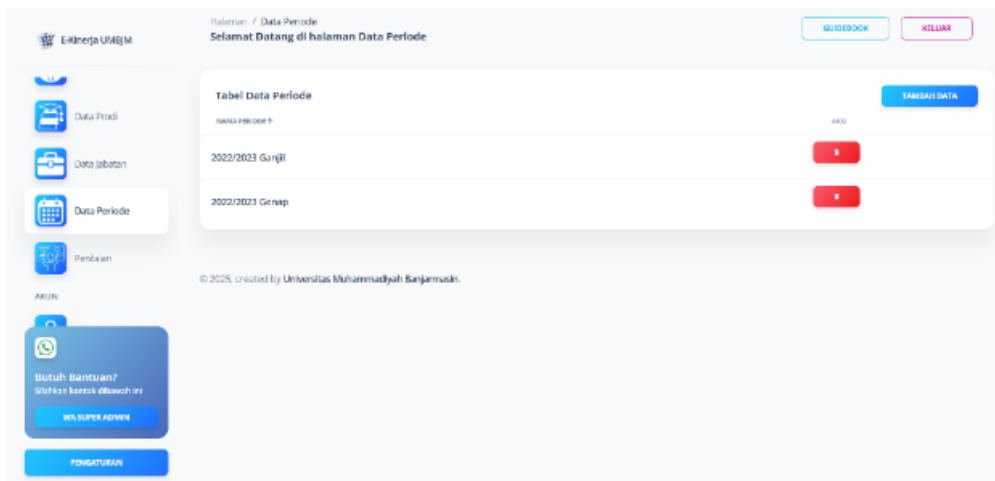 E-Kinerja UMBJM
Data Prodi
Data Jabatan
Data Periode
Penilaian
AKUN
Butuh Bantuan?
Silahkan kontak dibawah ini
WA SUPER ADMIN
PENGATURAN
Halaman / Data Periode
Selamat Datang di halaman Data Periode
GUIDEBOOK
KELUAR
Tabel Data Periode
TAMBAH DATA
NAMA PERIODE↑ AKSI
2022/2023 Ganjil
2022/2023 Genap
© 2025, created by Universitas Muhammadiyah Banjarmasin.